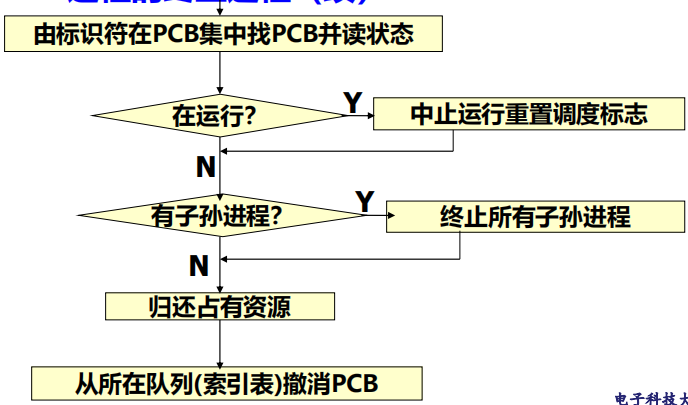 由标识符在PCB集中找PCB并读状态
在运行?
Y
中止运行重置调度标志
N
有子孙进程?
Y
终止所有子孙进程
N
归还占有资源
从所在队列(索引表)撤消PCB
电子科技大